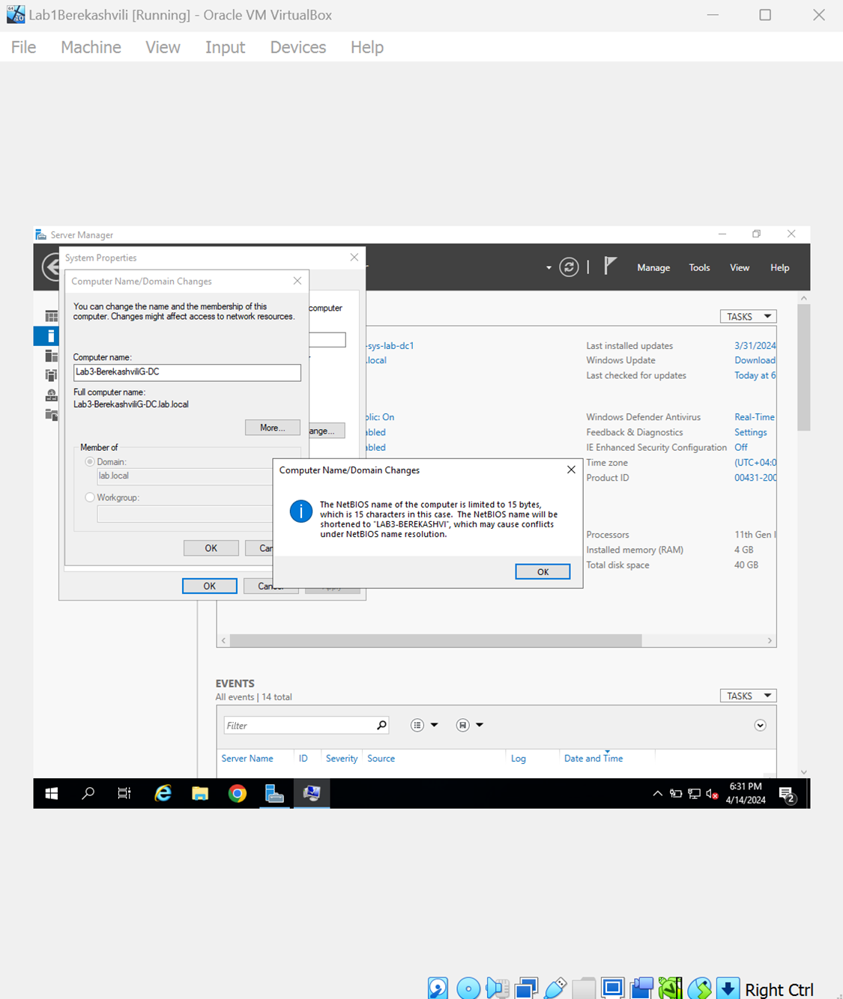 Lab1Berekashvili [Running] - Oracle VM VirtualBox
File Machine View Input Devices Help
Server Manager
System Properties
Manage Tools View Help
Computer Name/Domain Changes
You can change the name and the membership of this
computer. Changes might affect access to network resources.
computer
TASKS
Computer name:
Lab3-BerekashviliG-DC
Full computer name:
Lab3-BerekashviliG-DC.lab.local
More...
ange...
Member of
Domain:
lab.local
Workgroup:
OK
OK
-sys-lab-dc1
.local
blic: On
abled
abled
Last installed updates 3/31/2024
Windows Update Download
Last checked for updates Today at 6
Windows Defender Antivirus Real-Time
Feedback & Diagnostics Settings
IE Enhanced Security Configuration Off
Time zone (UTC+04:0
Product ID 00431-200
Computer Name/Domain Changes
The NetBIOS name of the computer is limited to 15 bytes,
which is 15 characters in this case. The NetBIOS name will be
shortened to "LAB3-BEREKASHVI", which may cause conflicts
under NetBIOS name resolution.
OK
Processors 11th Gen I
Installed memory (RAM) 4 GB
Total disk space 40 GB
EVENTS
All events | 14 total
TASKS
Filter
Server Name ID Severity Source Log Date and Time
6:31 PM
4/14/2024
2
Right Ctrl